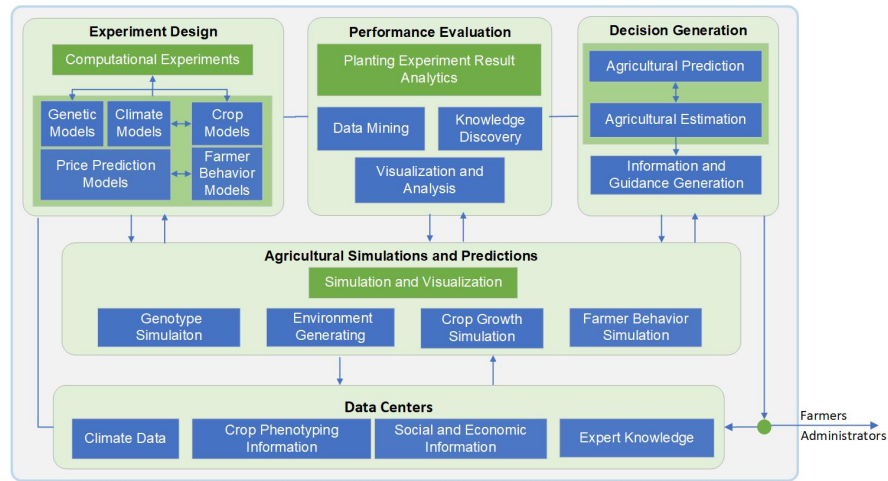 Experiment Design
Computational Experiments
Genetic
Models
Climate
Models
Crop
Models
Price Prediction
Models
Farmer
Behavior
Models
Performance Evaluation
Planting Experiment Result
Analytics
Data Mining
Knowledge
Discovery
Visualization and
Analysis
Decision Generation
Agricultural Prediction
Agricultural Estimation
Information and
Guidance Generation
Agricultural Simulations and Predictions
Simulation and Visualization
Genotype
Simulaiton
Environment
Generating
Crop Growth
Simulation
Farmer Behavior
Simulation
Data Centers
Climate Data
Crop Phenotyping
Information
Social and Economic
Information
Expert Knowledge
Farmers
Administrators